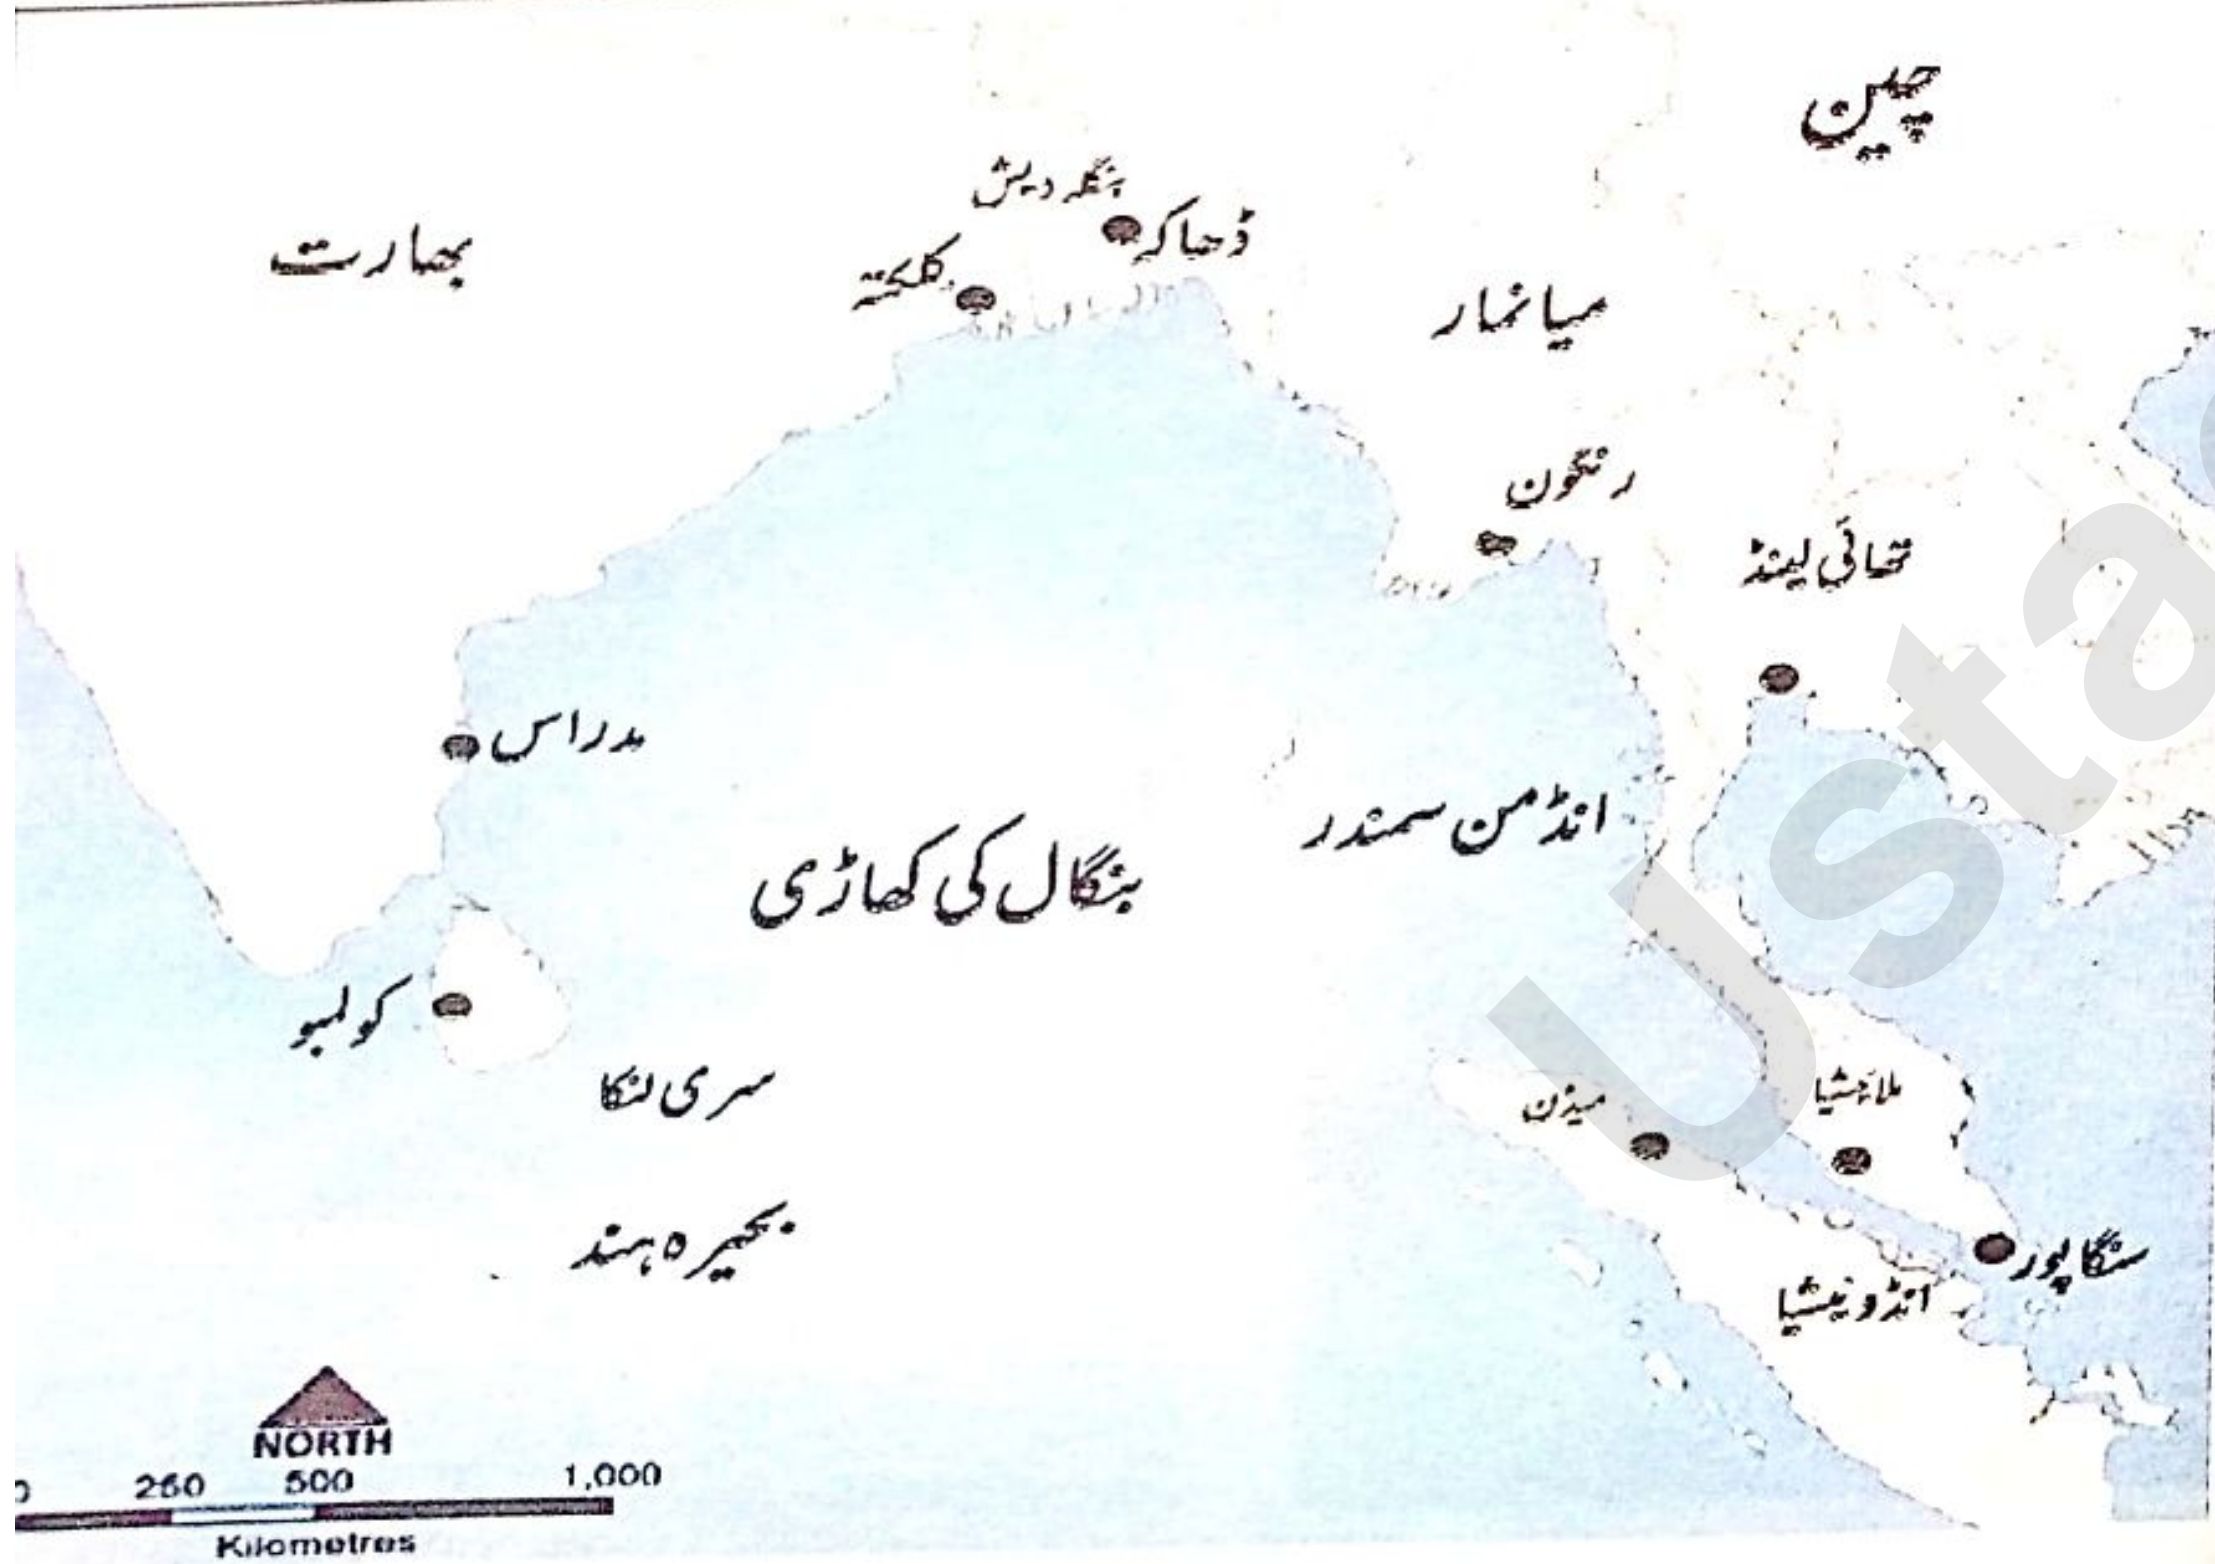 چین
بنگلہ دیش
ڈھاکہ
بھارت
کلکتہ
میانمار
رنگون
تھائی لینڈ
مدراس
انڈمن سمندر
بنگال کی کھاڑی
کولمبو
سری لنکا
میڈن
ملائیشیا
بحیرہ ہند
سنگاپور
انڈونیشیا
NORTH
0 250 500 1,000
Kilometres
usta